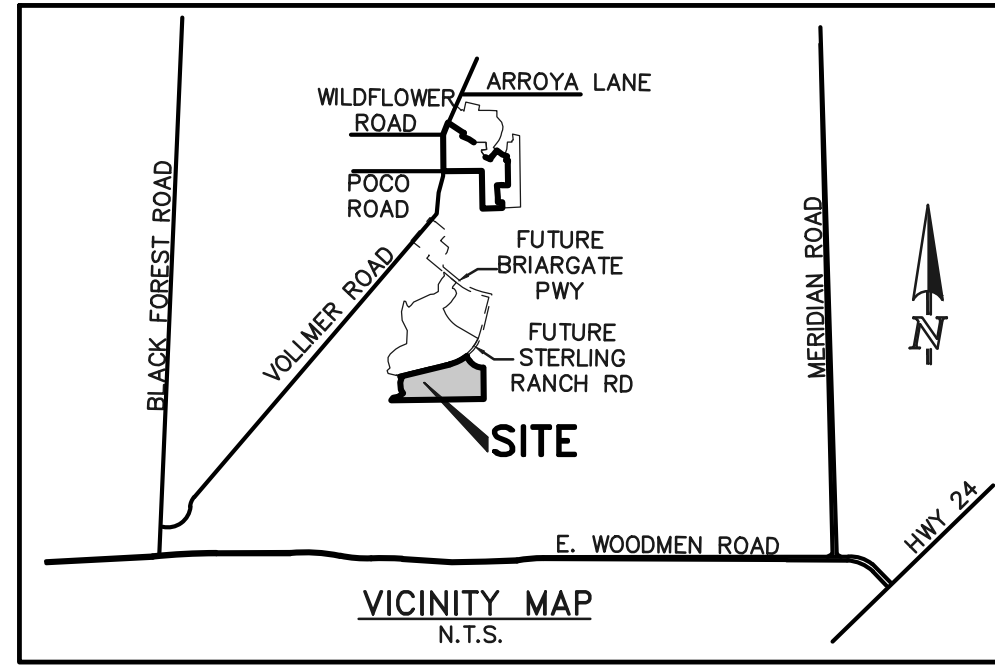 ARROYA LANE
WILDFLOWER
ROAD
POCO
ROAD
BLACK FOREST ROAD
VOLLMER ROAD
FUTURE
BRIARGATE
PWY
FUTURE
STERLING
RANCH RD
MERIDIAN ROAD
N
SITE
HWY 24
E. WOODMEN ROAD
VICINITY MAP
N.T.S.